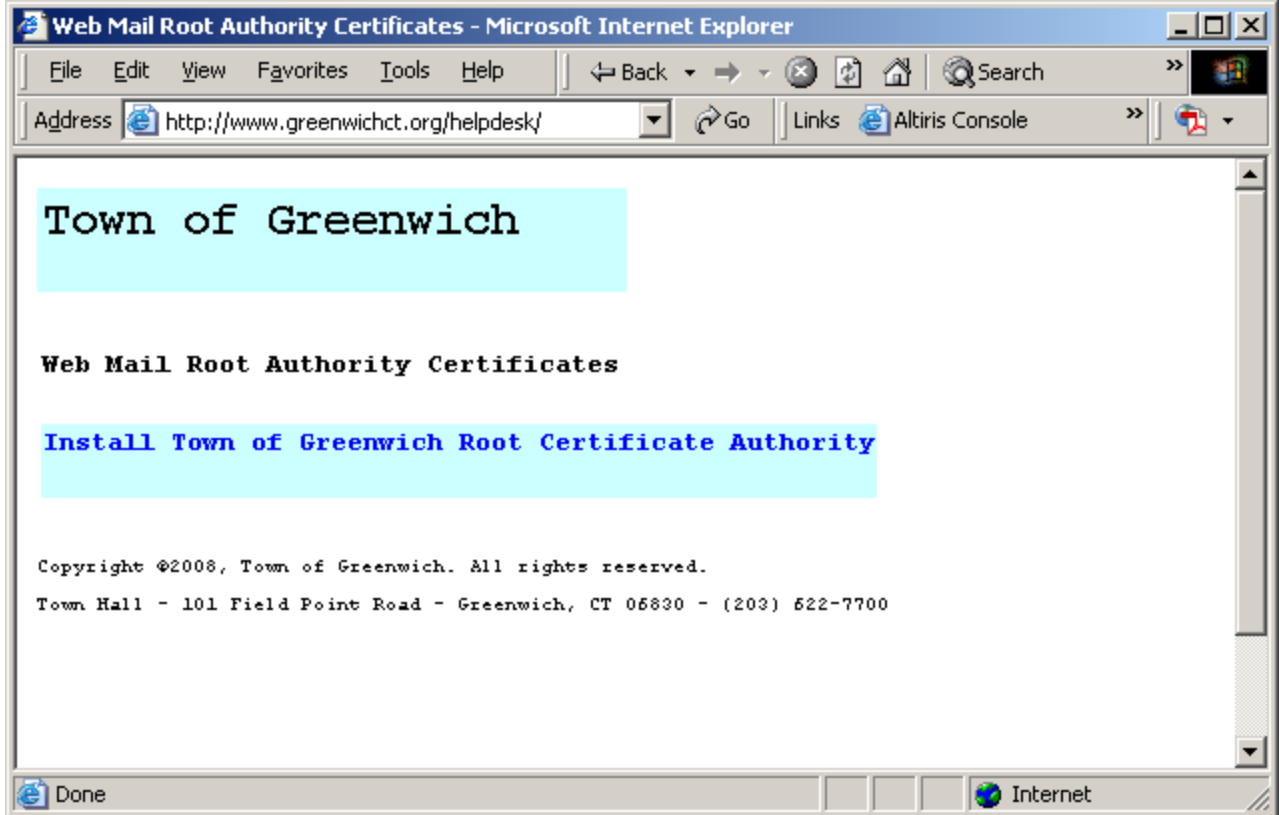 Web Mail Root Authority Certificates - Microsoft Internet Explorer
File Edit View Favorites Tools Help Back Search »
Address http://www.greenwichct.org/helpdesk/ Go Links Altiris Console »
Town of Greenwich
Web Mail Root Authority Certificates
Install Town of Greenwich Root Certificate Authority
Copyright ©2008, Town of Greenwich. All rights reserved.
Town Hall - 101 Field Point Road - Greenwich, CT 06830 - (203) 622-7700
Done Internet